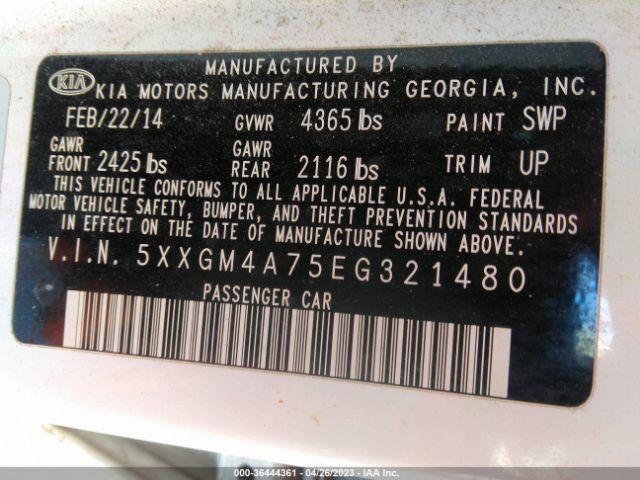 MANUFACTURED BY
KIA KIA MOTORS MANUFACTURING GEORGIA, INC.
FEB/22/14 GVWR 4365 lbs PAINT SWP
GAWR FRONT 2425 lbs GAWR REAR 2116 lbs TRIM UP
THIS VEHICLE CONFORMS TO ALL APPLICABLE U.S.A. FEDERAL
MOTOR VEHICLE SAFETY, BUMPER, AND THEFT PREVENTION STANDARDS
IN EFFECT ON THE DATE OF MANUFACTURE SHOWN ABOVE.
V.I.N. 5XXGM4A75EG321480
PASSENGER CAR
000-36444361 - 04/26/2023 - IAA Inc.